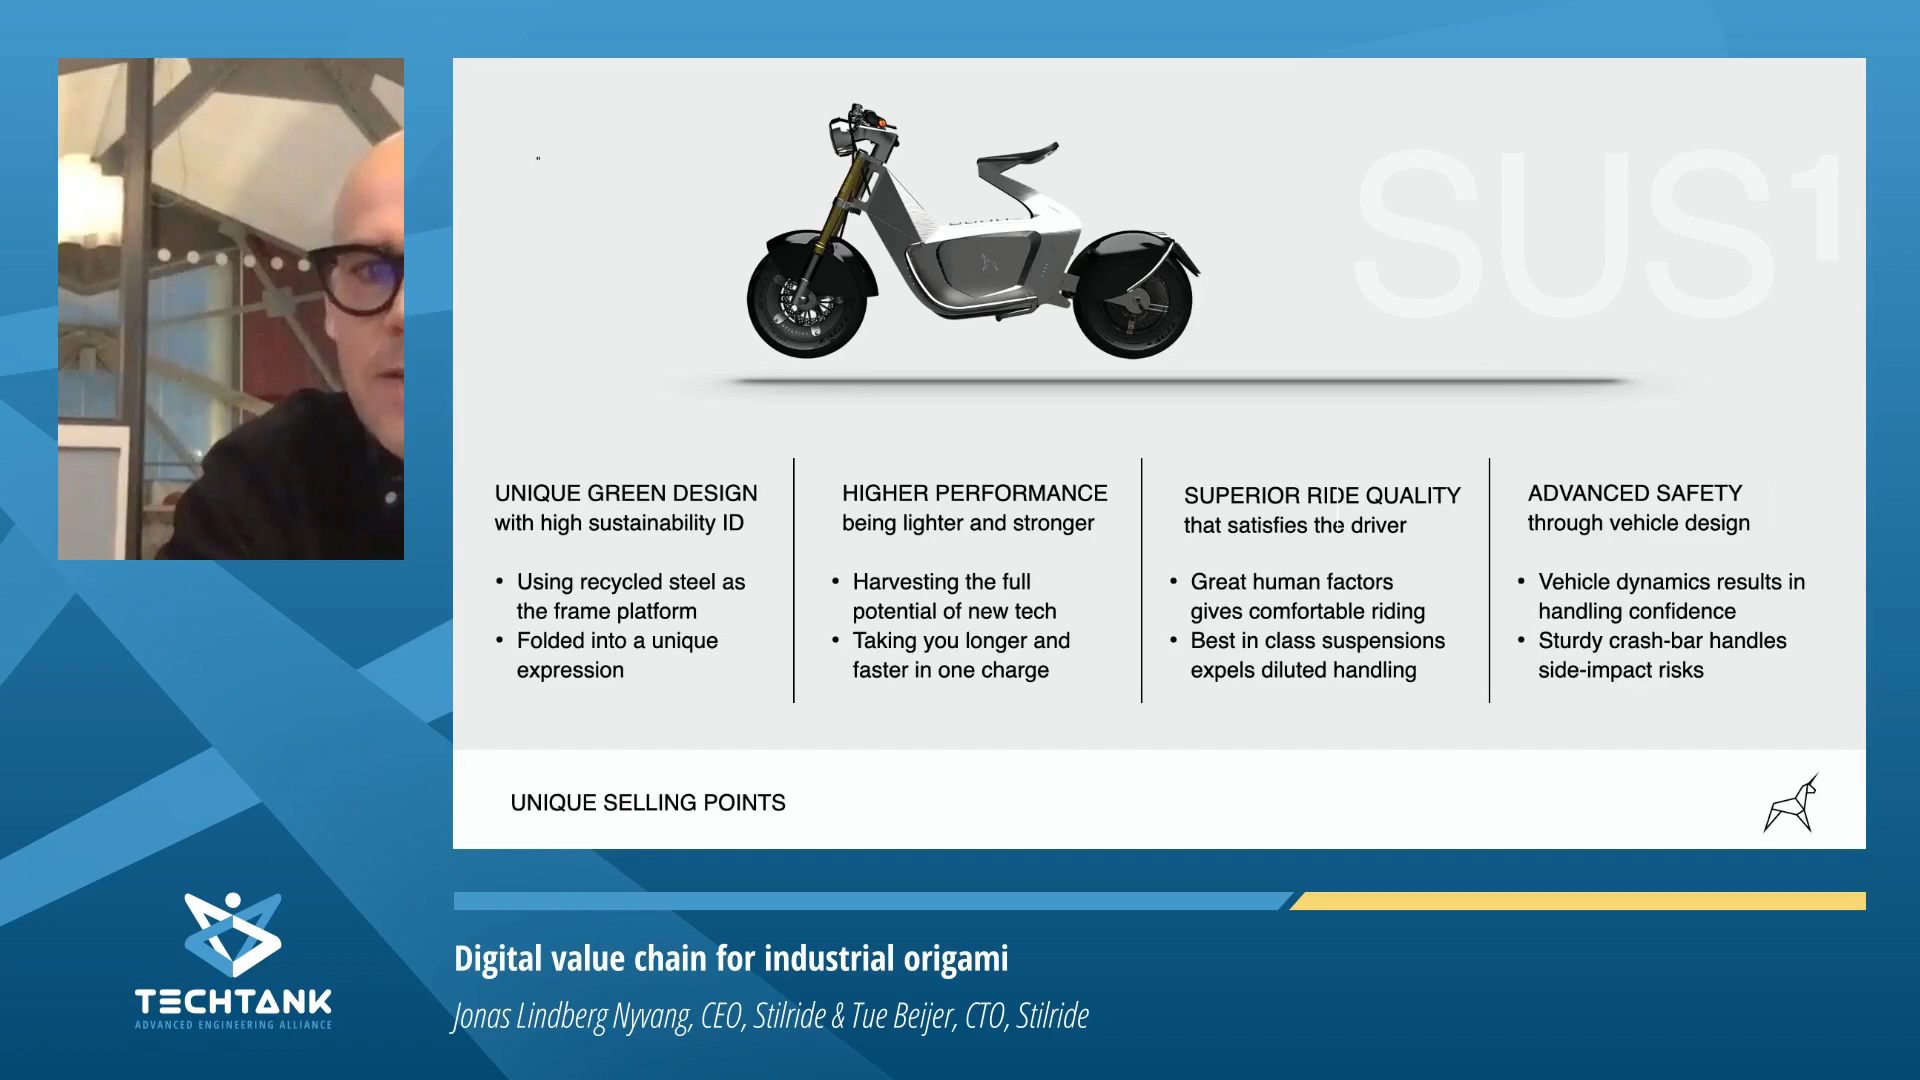 SUS1
UNIQUE GREEN DESIGN
with high sustainability ID
• Using recycled steel as
the frame platform
• Folded into a unique
expression
HIGHER PERFORMANCE
being lighter and stronger
• Harvesting the full
potential of new tech
• Taking you longer and
faster in one charge
SUPERIOR RIDE QUALITY
that satisfies the driver
• Great human factors
gives comfortable riding
• Best in class suspensions
expels diluted handling
ADVANCED SAFETY
through vehicle design
• Vehicle dynamics results in
handling confidence
• Sturdy crash-bar handles
side-impact risks
UNIQUE SELLING POINTS
TECHTANK
ADVANCED ENGINEERING ALLIANCE
Digital value chain for industrial origami
Jonas Lindberg Nyvang, CEO, Stilride & Tue Beijer, CTO, Stilride